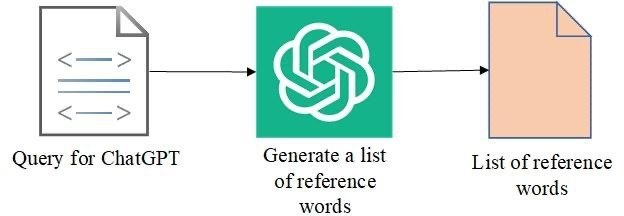 Query for ChatGPT
Generate a list
of reference
words
List of reference
words